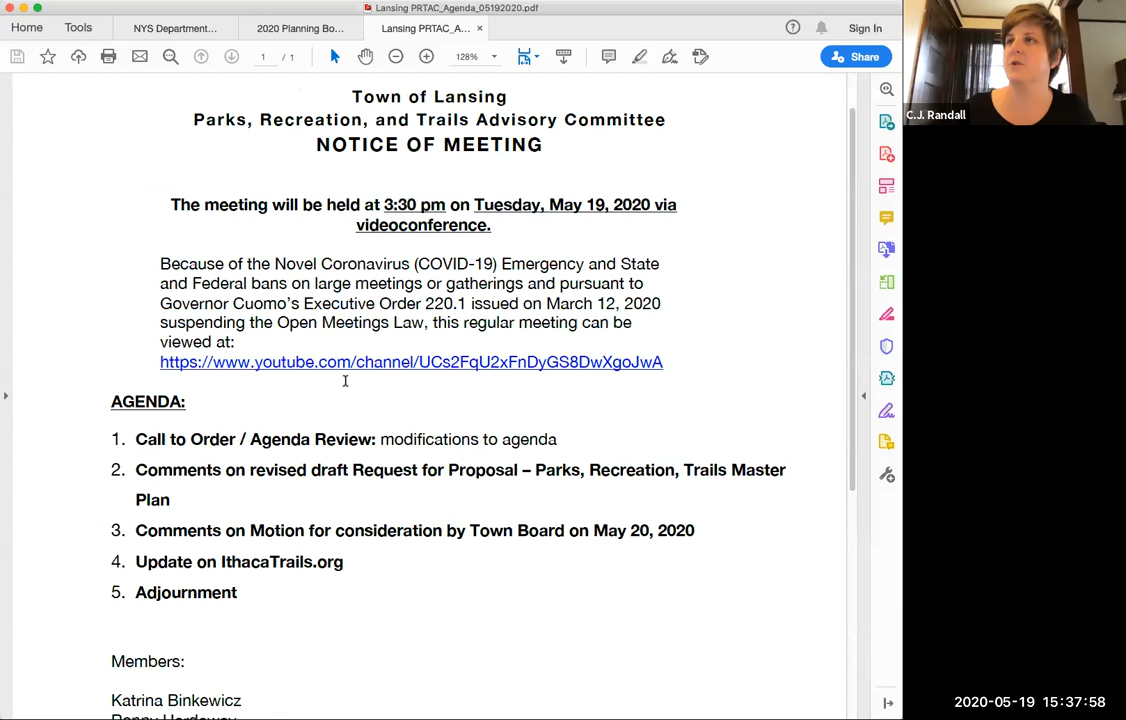 Lansing PRTAC_Agenda_05192020.pdf
Home Tools NYS Department... 2020 Planning Bo... Lansing PRTAC_A... × Sign In
1 / 1 128% Share
Town of Lansing
Parks, Recreation, and Trails Advisory Committee
NOTICE OF MEETING
The meeting will be held at 3:30 pm on Tuesday, May 19, 2020 via
videoconference.
Because of the Novel Coronavirus (COVID-19) Emergency and State
and Federal bans on large meetings or gatherings and pursuant to
Governor Cuomo's Executive Order 220.1 issued on March 12, 2020
suspending the Open Meetings Law, this regular meeting can be
viewed at:
https://www.youtube.com/channel/UCs2FqU2xFnDyGS8DwXgoJwA
AGENDA:
1. Call to Order / Agenda Review: modifications to agenda
2. Comments on revised draft Request for Proposal – Parks, Recreation, Trails Master
Plan
3. Comments on Motion for consideration by Town Board on May 20, 2020
4. Update on IthacaTrails.org
5. Adjournment
Members:
Katrina Binkewicz
C.J. Randall
2020-05-19 15:37:58